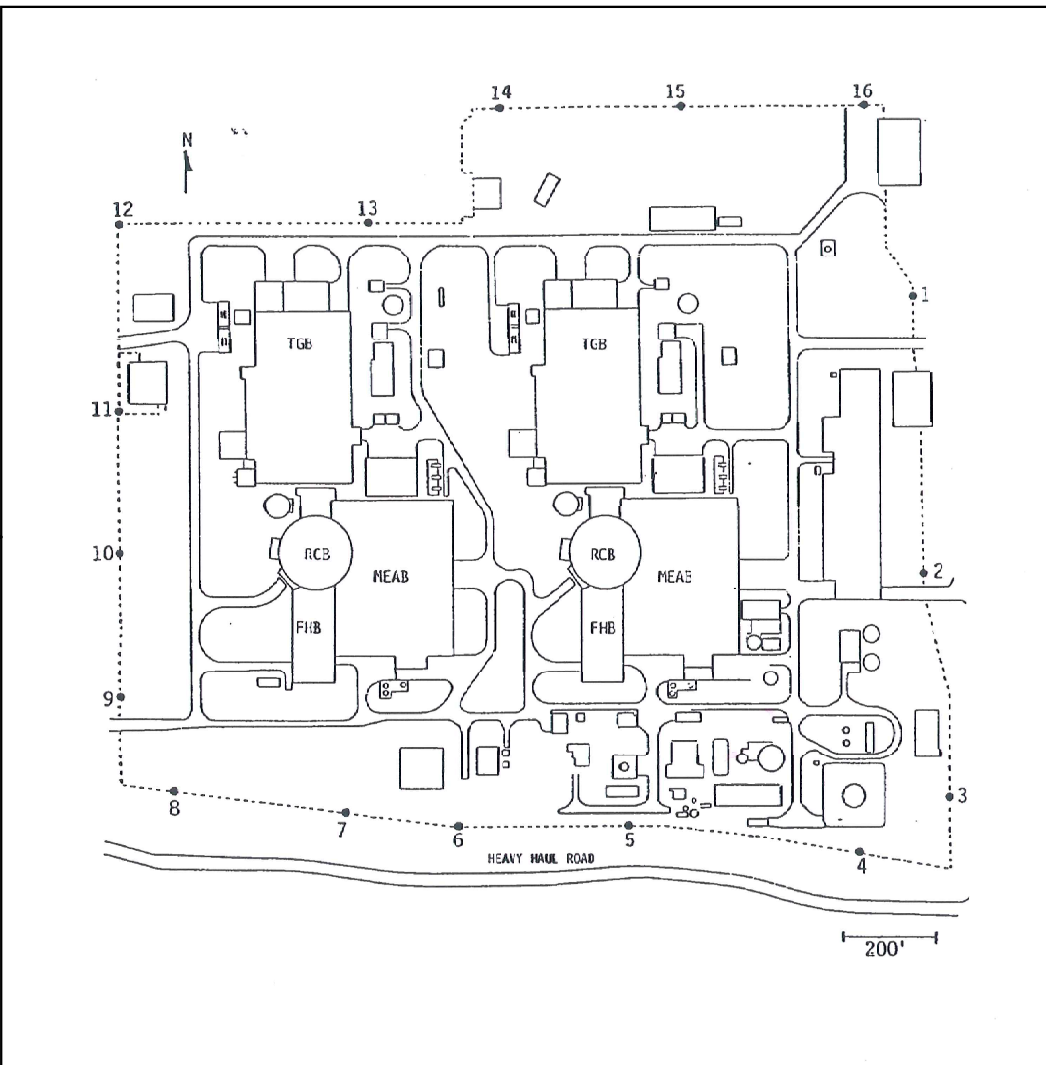 14 15 16
N
12 13
1
TGB TGB
11
10 RCB RCB 2
MEAB MEAB
FHB FHB
9
8 7 6 5 4 3
HEAVY HAUL ROAD
200'